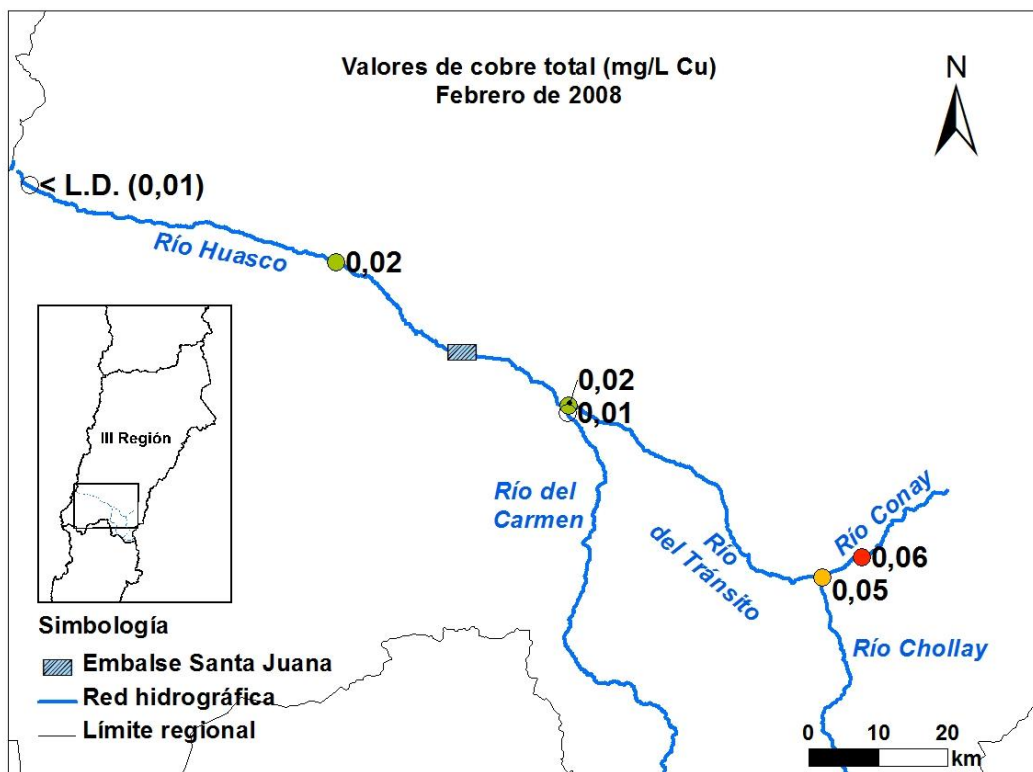 Valores de cobre total (mg/L Cu)
Febrero de 2008
N
< L.D. (0,01)
Río Huasco
0,02
0,02
0,01
III Región
Río del
Carmen
Río
del Tránsito
Río Conay
0,06
0,05
Río Chollay
Simbología
Embalse Santa Juana
Red hidrográfica
Límite regional
0 10 20
km